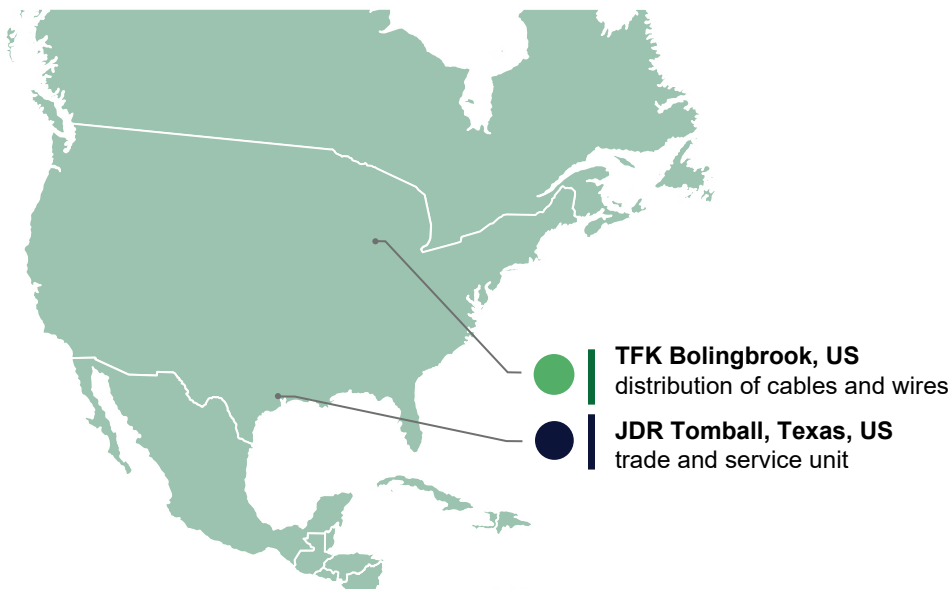 TFK Bolingbrook, US
distribution of cables and wires
JDR Tomball, Texas, US
trade and service unit